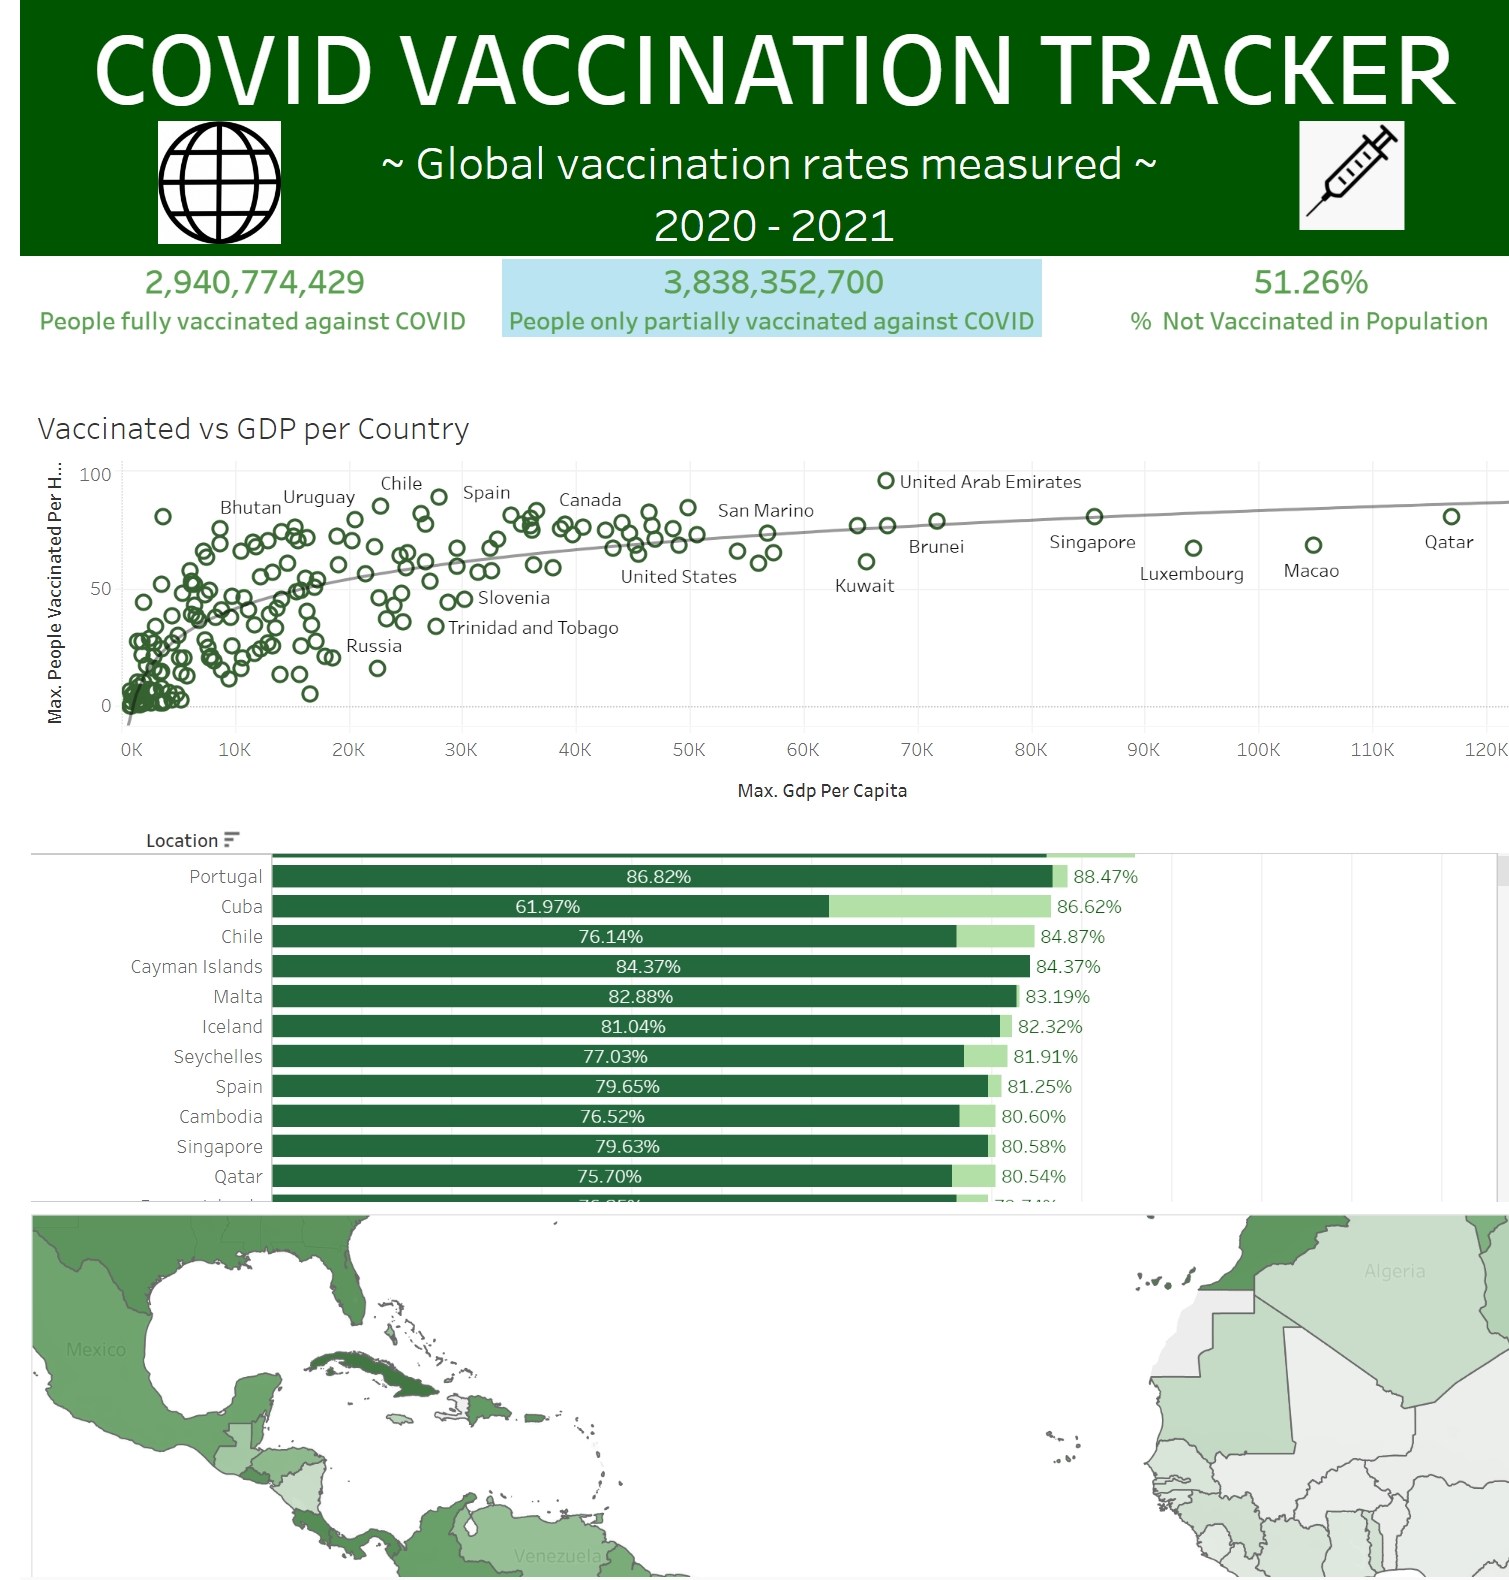 COVID VACCINATION TRACKER
~ Global vaccination rates measured ~
2020 - 2021
2,940,774,429
People fully vaccinated against COVID
3,838,352,700
People only partially vaccinated against COVID
51.26%
% Not Vaccinated in Population
Vaccinated vs GDP per Country
Max. People Vaccinated Per H...
100
50
0
Bhutan
Uruguay
Chile
Spain
Canada
San Marino
United Arab Emirates
Brunei
Singapore
Qatar
Kuwait
Luxembourg
Macao
United States
Slovenia
Trinidad and Tobago
Russia
0K 10K 20K 30K 40K 50K 60K 70K 80K 90K 100K 110K 120K
Max. Gdp Per Capita
Location
Portugal 86.82% 88.47%
Cuba 61.97% 86.62%
Chile 76.14% 84.87%
Cayman Islands 84.37% 84.37%
Malta 82.88% 83.19%
Iceland 81.04% 82.32%
Seychelles 77.03% 81.91%
Spain 79.65% 81.25%
Cambodia 76.52% 80.60%
Singapore 79.63% 80.58%
Qatar 75.70% 80.54%
Algeria
Mexico
Venezuela